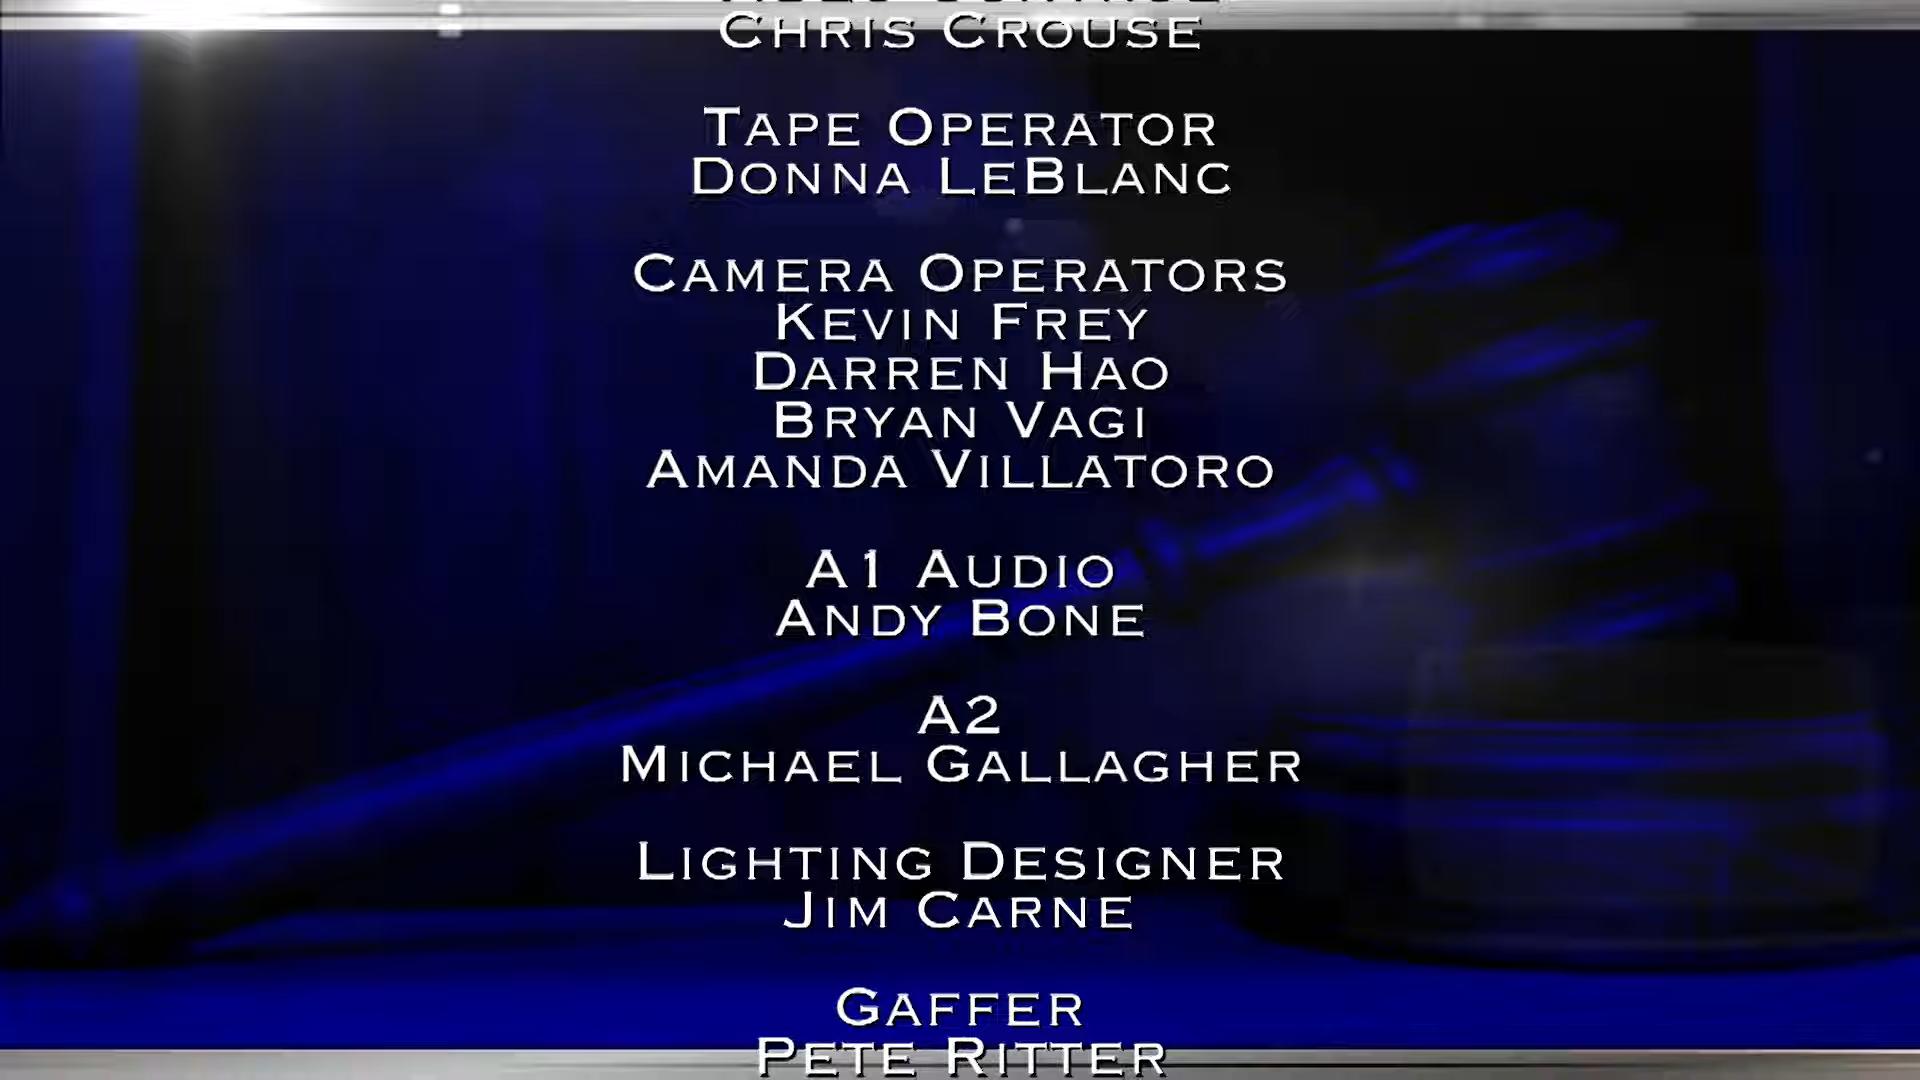 Chris Crouse
Tape Operator
Donna LeBlanc
Camera Operators
Kevin Frey
Darren Hao
Bryan Vagi
Amanda Villatoro
A1 Audio
Andy Bone
A2
Michael Gallagher
Lighting Designer
Jim Carne
Gaffer
Pete Ritter